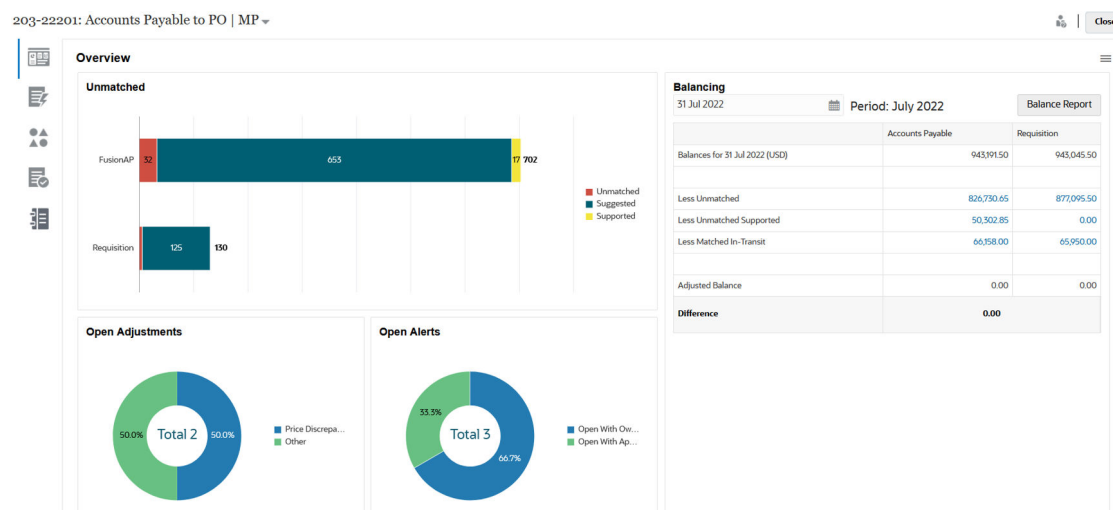 203-22201: Accounts Payable to PO | MP
Close
Overview
Unmatched
FusionAP
32
653
17
702
Requisition
125
130
Unmatched
Suggested
Supported
Open Adjustments
50.0%
Total 2
50.0%
Price Discrepa...
Other
Open Alerts
33.3%
Total 3
66.7%
Open With Ow...
Open With Ap...
Balancing
31 Jul 2022
Period: July 2022
Balance Report
Accounts Payable Requisition
Balances for 31 Jul 2022 (USD) 943,191.50 943,045.50
Less Unmatched 826,730.65 877,095.50
Less Unmatched Supported 50,302.85 0.00
Less Matched In-Transit 66,158.00 65,950.00
Adjusted Balance 0.00 0.00
Difference 0.00